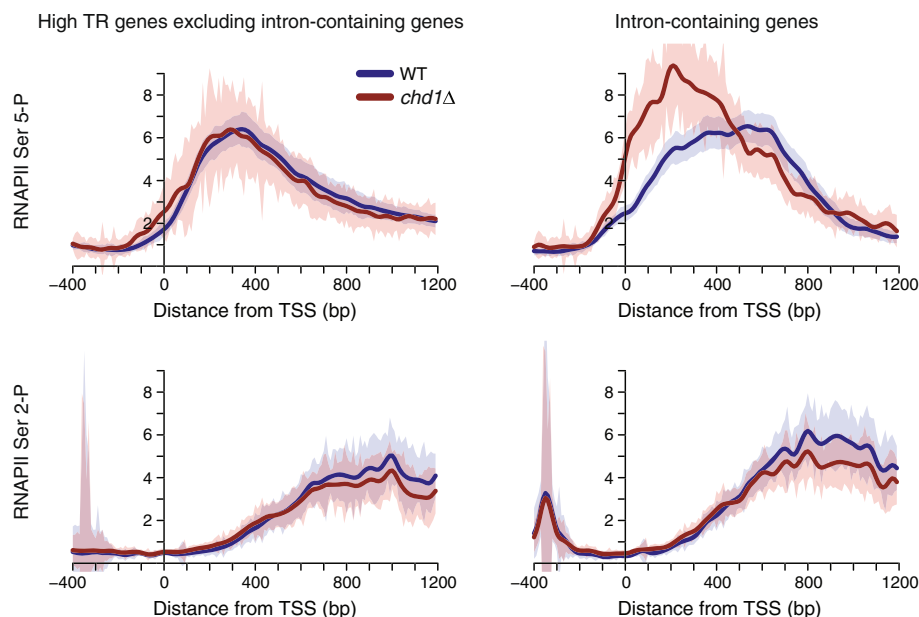 High TR genes excluding intron-containing genes
Intron-containing genes
RNAPII Ser 5-P
8
6
4
2
WT
chd1Δ
−400 0 400 800 1200
Distance from TSS (bp)
8
6
4
2
−400 0 400 800 1200
Distance from TSS (bp)
RNAPII Ser 2-P
8
6
4
2
−400 0 400 800 1200
Distance from TSS (bp)
8
6
4
2
−400 0 400 800 1200
Distance from TSS (bp)